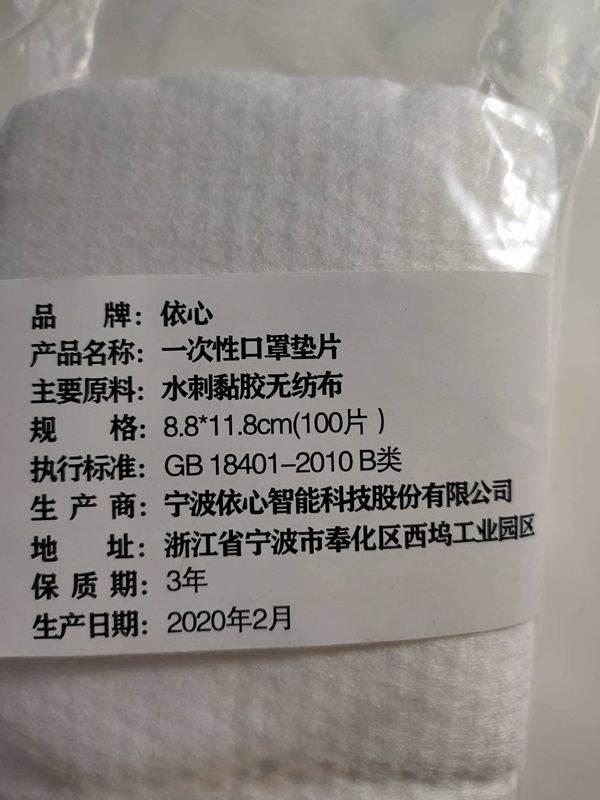 品 牌：依心
产品名称：一次性口罩垫片
主要原料：水刺黏胶无纺布
规 格：8.8*11.8cm(100片)
执行标准：GB 18401-2010 B类
生 产 商：宁波依心智能科技股份有限公司
地 址：浙江省宁波市奉化区西坞工业园区
保 质 期：3年
生产日期：2020年2月